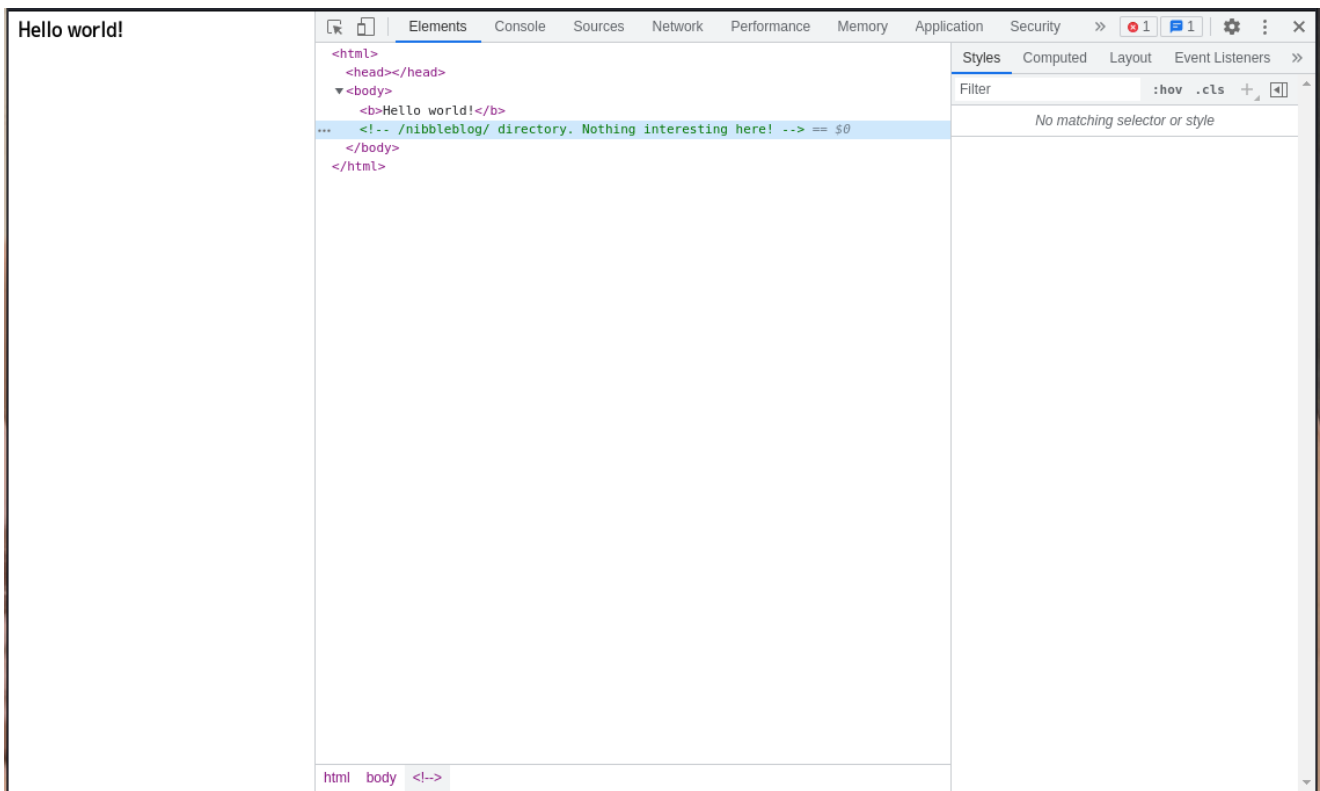 Hello world!
Elements Console Sources Network Performance Memory Application Security » 1 1
<html>
<head></head>
▼<body>
<b>Hello world!</b>
... <!-- /nibbleblog/ directory. Nothing interesting here! --> == $0
</body>
</html>
Styles Computed Layout Event Listeners »
Filter :hov .cls +
No matching selector or style
html body <!-->